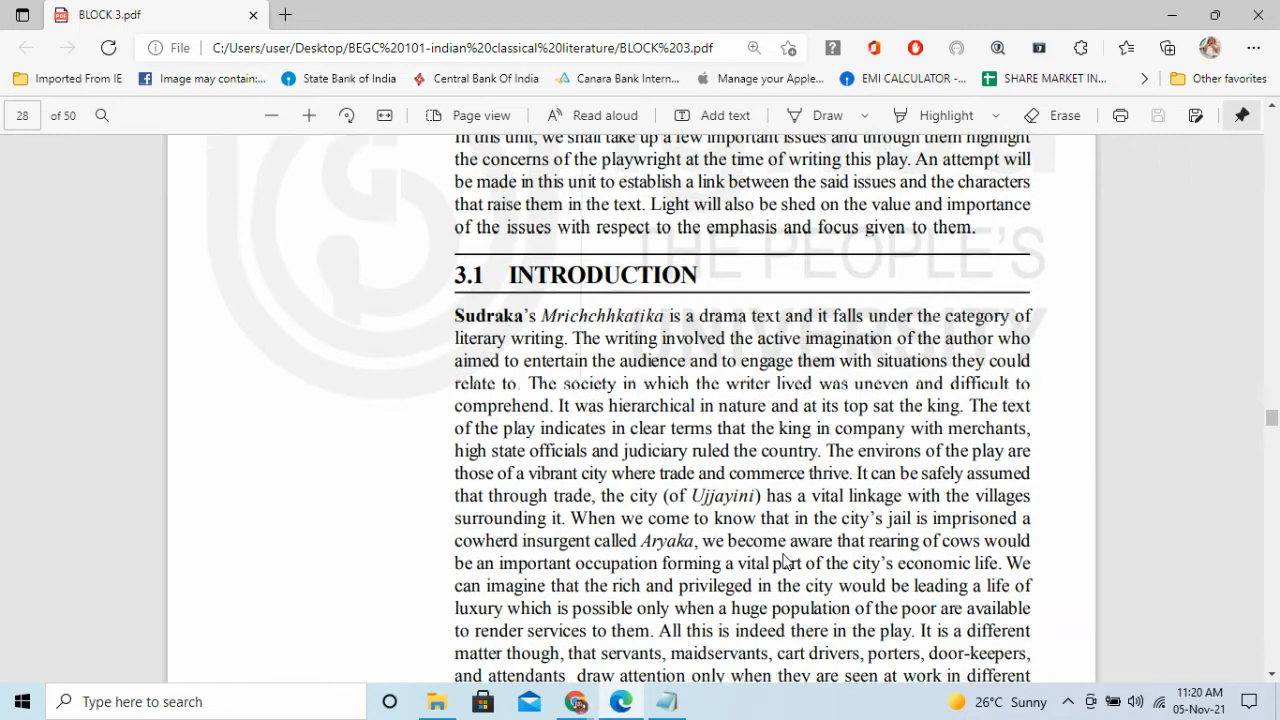 BLOCK 3.pdf
File C:/Users/user/Desktop/BEGC%20101-indian%20classical%20literature/BLOCK%203.pdf
Imported From IE Image may contain:... State Bank of India Central Bank Of India Canara Bank Intern... Manage your Apple... EMI CALCULATOR -... SHARE MARKET IN... Other favorites
28 of 50 Page view Read aloud Add text Draw Highlight Erase
In this unit, we shall take up a few important issues and through them highlight
the concerns of the playwright at the time of writing this play. An attempt will
be made in this unit to establish a link between the said issues and the characters
that raise them in the text. Light will also be shed on the value and importance
of the issues with respect to the emphasis and focus given to them.
THE PEOPLE'S
UNIVERSITY
3.1 INTRODUCTION
Sudraka's Mrichchhkatika is a drama text and it falls under the category of
literary writing. The writing involved the active imagination of the author who
aimed to entertain the audience and to engage them with situations they could
relate to. The society in which the writer lived was uneven and difficult to
comprehend. It was hierarchical in nature and at its top sat the king. The text
of the play indicates in clear terms that the king in company with merchants,
high state officials and judiciary ruled the country. The environs of the play are
those of a vibrant city where trade and commerce thrive. It can be safely assumed
that through trade, the city (of Ujjayini) has a vital linkage with the villages
surrounding it. When we come to know that in the city's jail is imprisoned a
cowherd insurgent called Aryaka, we become aware that rearing of cows would
be an important occupation forming a vital part of the city's economic life. We
can imagine that the rich and privileged in the city would be leading a life of
luxury which is possible only when a huge population of the poor are available
to render services to them. All this is indeed there in the play. It is a different
matter though, that servants, maidservants, cart drivers, porters, door-keepers,
and attendants draw attention only when they are seen at work in different
Type here to search
26°C Sunny
11:20 AM
05-Nov-21